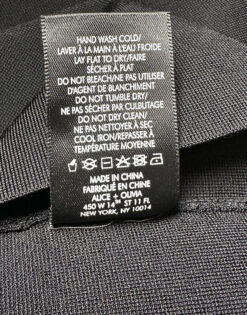 HAND WASH COLD/
LAVER À LA MAIN À L'EAU FROIDE
LAY FLAT TO DRY/FAIRE
SÉCHER À PLAT
DO NOT BLEACH/NE PAS UTILISER
D'AGENT DE BLANCHIMENT
DO NOT TUMBLE DRY/
NE PAS SÉCHER PAR CULBUTAGE
DO NOT DRY CLEAN/
NE PAS NETTOYER À SEC
COOL IRON/REPASSER À
TEMPÉRATURE MOYENNE
MADE IN CHINA
FABRIQUÉ EN CHINE
ALICE + OLIVIA
450 W 14TH ST 11 FL
NEW YORK, NY 10014